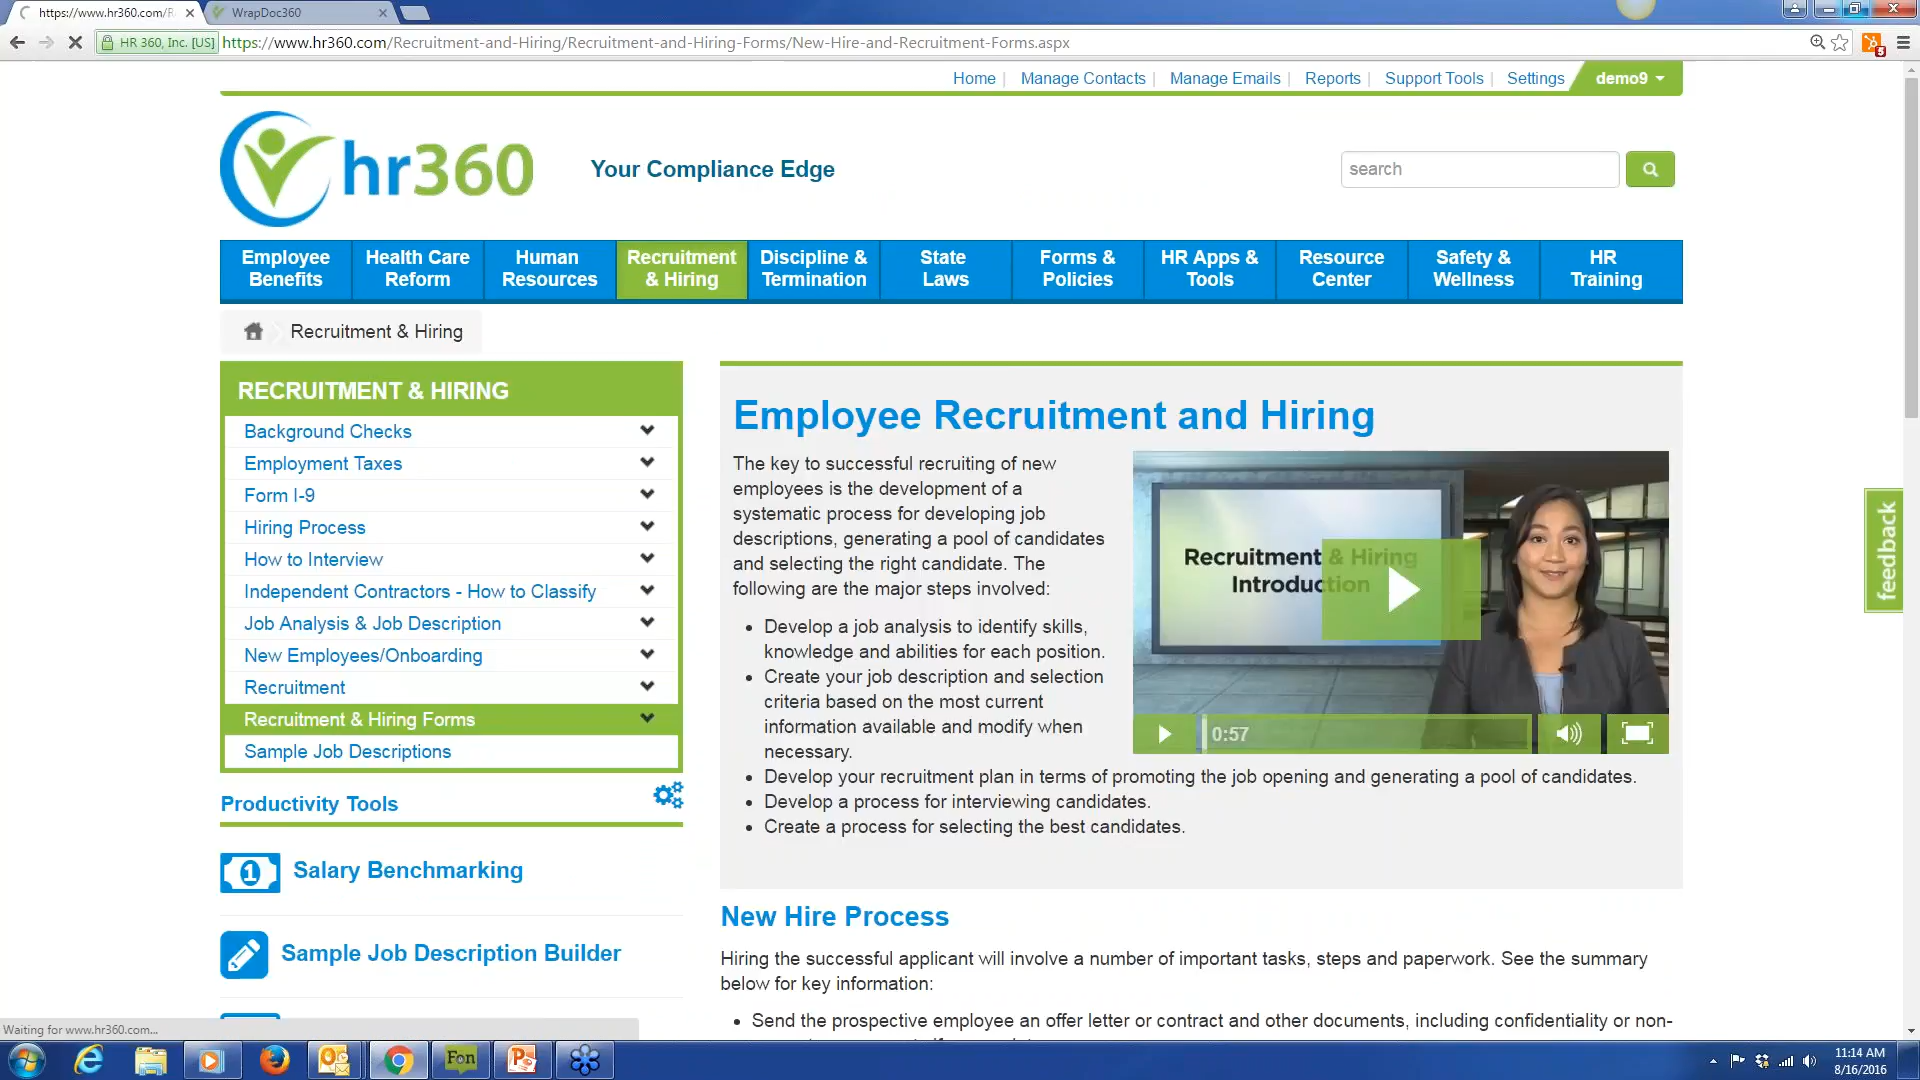 https://www.hr360.com/R
WrapDoc360
HR 360, Inc. [US]
https://www.hr360.com/Recruitment-and-Hiring/Recruitment-and-Hiring-Forms/New-Hire-and-Recruitment-Forms.aspx
Home | Manage Contacts | Manage Emails | Reports | Support Tools | Settings
demo9
hr360
Your Compliance Edge
search
Employee Benefits
Health Care Reform
Human Resources
Recruitment & Hiring
Discipline & Termination
State Laws
Forms & Policies
HR Apps & Tools
Resource Center
Safety & Wellness
HR Training
Recruitment & Hiring
RECRUITMENT & HIRING
Background Checks
Employment Taxes
Form I-9
Hiring Process
How to Interview
Independent Contractors - How to Classify
Job Analysis & Job Description
New Employees/Onboarding
Recruitment
Recruitment & Hiring Forms
Sample Job Descriptions
Productivity Tools
1
Salary Benchmarking
Sample Job Description Builder
Employee Recruitment and Hiring
The key to successful recruiting of new
employees is the development of a
systematic process for developing job
descriptions, generating a pool of candidates
and selecting the right candidate. The
following are the major steps involved:
• Develop a job analysis to identify skills,
knowledge and abilities for each position.
• Create your job description and selection
criteria based on the most current
information available and modify when
necessary.
• Develop your recruitment plan in terms of promoting the job opening and generating a pool of candidates.
• Develop a process for interviewing candidates.
• Create a process for selecting the best candidates.
Recruitment & Hiring
Introduction
0:57
feedback
New Hire Process
Hiring the successful applicant will involve a number of important tasks, steps and paperwork. See the summary
below for key information:
• Send the prospective employee an offer letter or contract and other documents, including confidentiality or non-
Waiting for www.hr360.com...
Fon
11:14 AM
8/16/2016